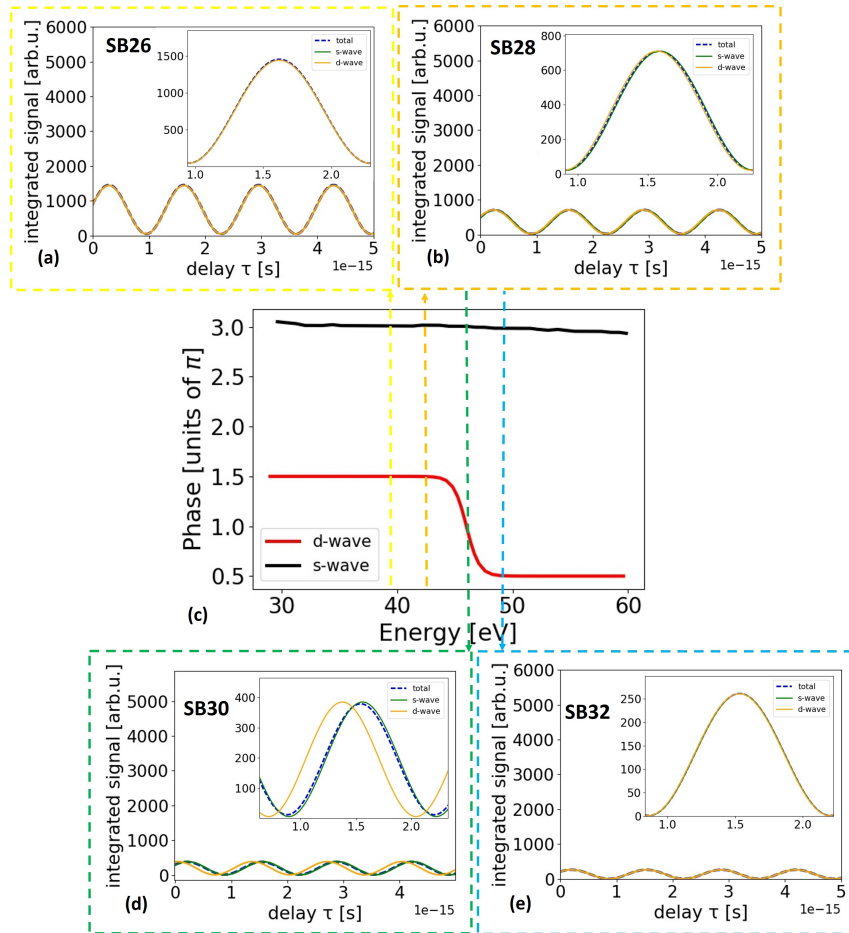 SB26
integrated signal [arb.u.]
6000
5000
4000
3000
2000
1000
0
1500
1000
500
total
s-wave
d-wave
1.0 1.5 2.0
0 1 2 3 4 5
(a)
delay τ [s]
1e−15
SB28
integrated signal [arb.u.]
6000
5000
4000
3000
2000
1000
0
800
600
400
200
0
total
s-wave
d-wave
1.0 1.5 2.0
0 1 2 3 4 5
(b)
delay τ [s]
1e−15
Phase [units of π]
3.0
2.5
2.0
1.5
1.0
0.5
d-wave
s-wave
(c)
30 40 50 60
Energy [eV]
SB30
integrated signal [arb.u.]
5000
4000
3000
2000
1000
0
400
300
200
100
total
s-wave
d-wave
1.0 1.5 2.0
0 1 2 3 4
(d)
delay τ [s]
1e−15
SB32
integrated signal [arb.u.]
6000
5000
4000
3000
2000
1000
0
250
200
150
100
50
0
total
s-wave
d-wave
1.0 1.5 2.0
0 1 2 3 4 5
(e)
delay τ [s]
1e−15